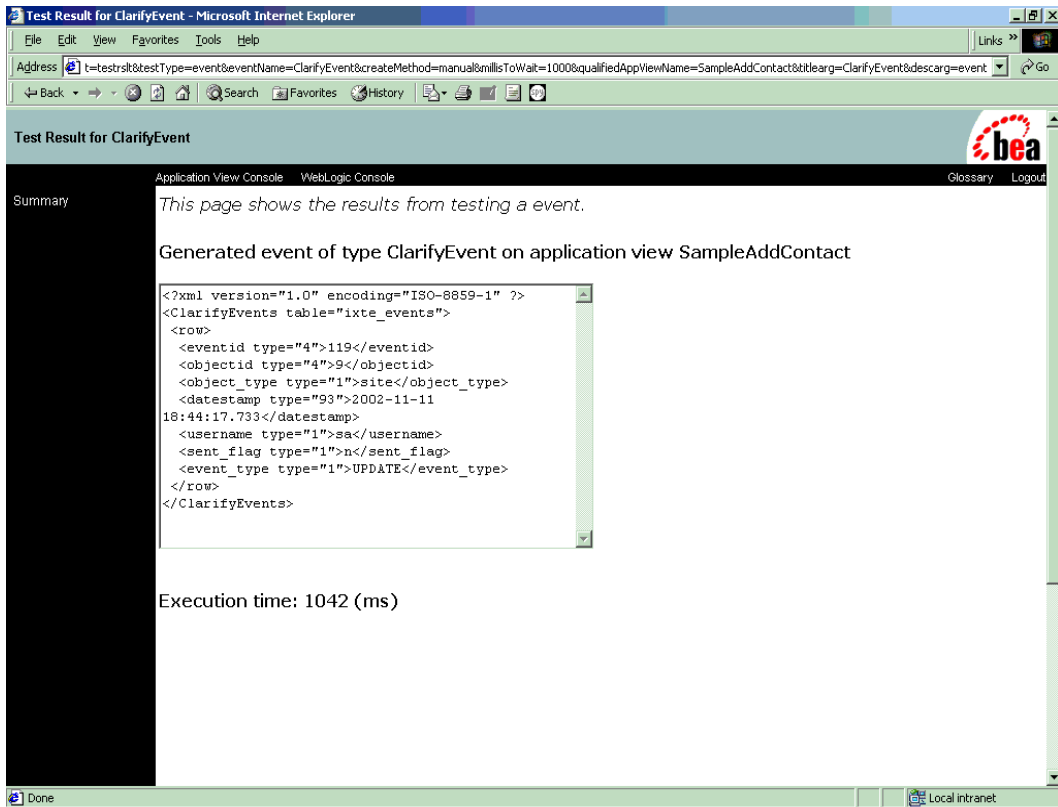 Test Result for ClarifyEvent - Microsoft Internet Explorer
File Edit View Favorites Tools Help
Links »
Address t=testrslt&testType=event&eventName=ClarifyEvent&createMethod=manual&millisToWait=1000&qualifiedAppViewName=SampleAddContact&titlearg=ClarifyEvent&descarg=event Go
Back Search Favorites History
Test Result for ClarifyEvent
bea
Application View Console WebLogic Console Glossary Logout
Summary
This page shows the results from testing a event.
Generated event of type ClarifyEvent on application view SampleAddContact
<?xml version="1.0" encoding="ISO-8859-1" ?>
<ClarifyEvents table="ixte_events">
<row>
<eventid type="4">119</eventid>
<objectid type="4">9</objectid>
<object_type type="1">site</object_type>
<datestamp type="93">2002-11-11
18:44:17.733</datestamp>
<username type="1">sa</username>
<sent_flag type="1">n</sent_flag>
<event_type type="1">UPDATE</event_type>
</row>
</ClarifyEvents>
Execution time: 1042 (ms)
Done Local intranet